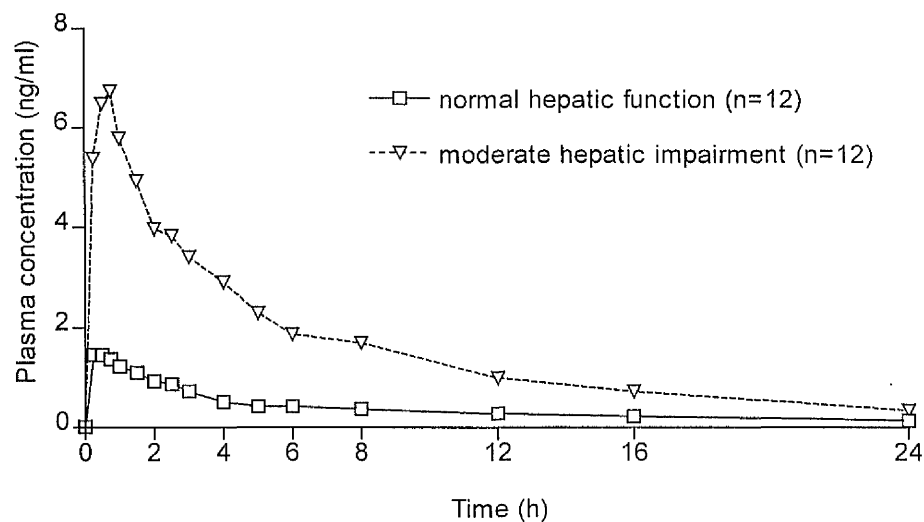 8
6
4
2
0
Plasma concentration (ng/ml)
normal hepatic function (n=12)
moderate hepatic impairment (n=12)
0 2 4 6 8 12 16 24
Time (h)